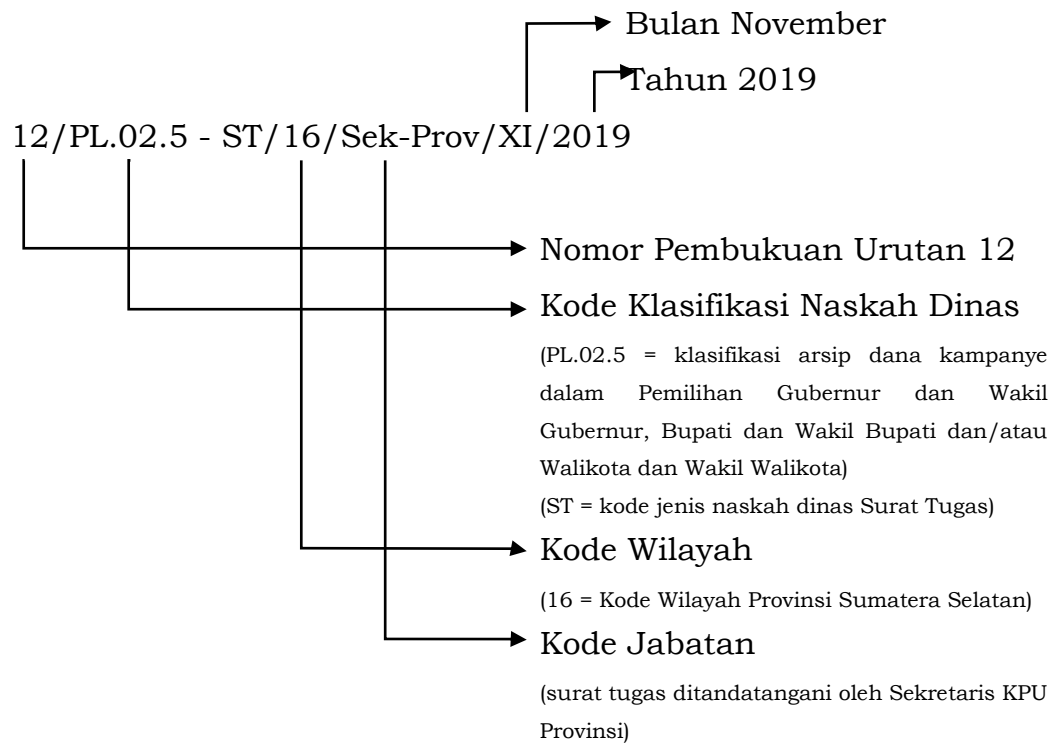 Bulan November
Tahun 2019
12/PL.02.5 - ST/16/Sek-Prov/XI/2019
Nomor Pembukuan Urutan 12
Kode Klasifikasi Naskah Dinas
(PL.02.5 = klasifikasi arsip dana kampanye
dalam Pemilihan Gubernur dan Wakil
Gubernur, Bupati dan Wakil Bupati dan/atau
Walikota dan Wakil Walikota)
(ST = kode jenis naskah dinas Surat Tugas)
Kode Wilayah
(16 = Kode Wilayah Provinsi Sumatera Selatan)
Kode Jabatan
(surat tugas ditandatangani oleh Sekretaris KPU
Provinsi)